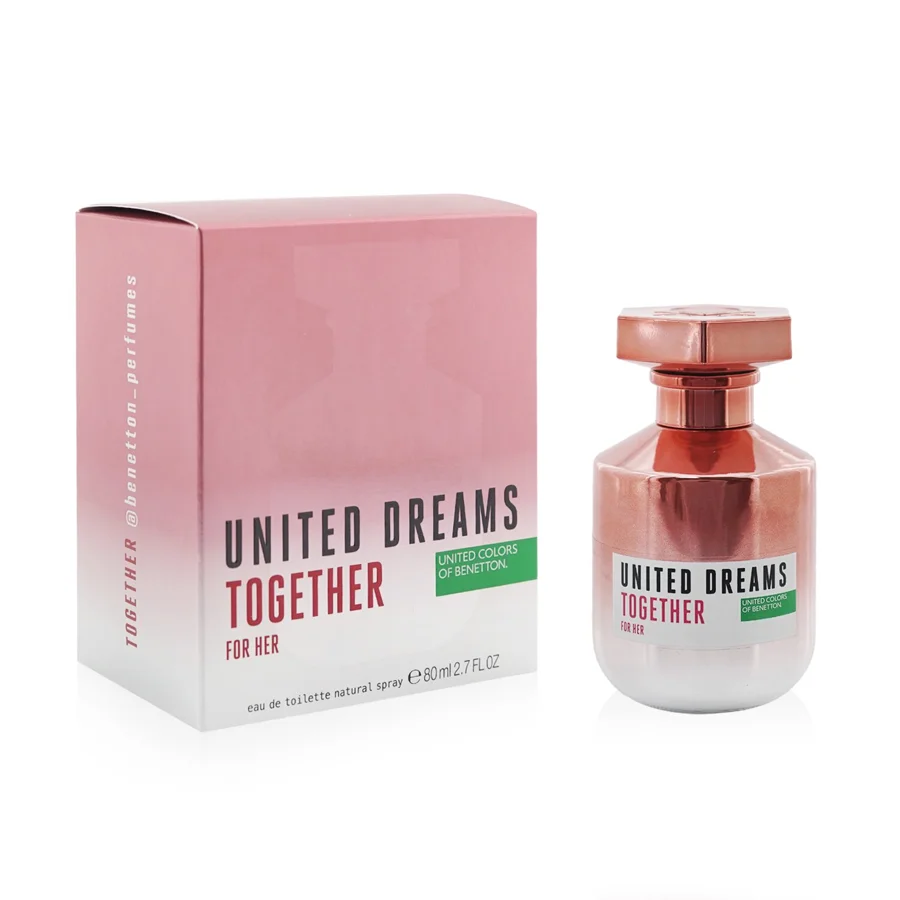 TOGETHER @benetton_perfumes
UNITED DREAMS
TOGETHER
FOR HER
UNITED COLORS
OF BENETTON.
eau de toilette natural spray ℮ 80 ml 2.7 FL OZ
UNITED DREAMS
TOGETHER
FOR HER
UNITED COLORS
OF BENETTON.